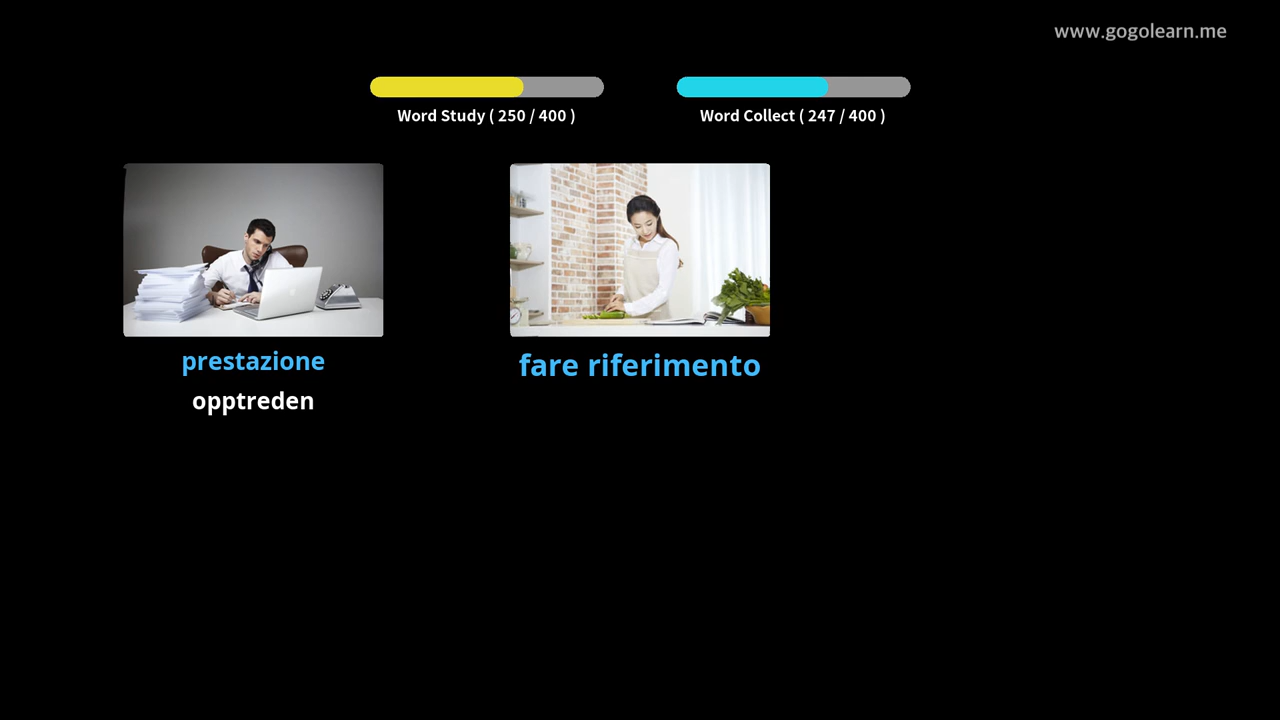 www.gogolearn.me
Word Study ( 250 / 400 )
Word Collect ( 247 / 400 )
prestazione
opptreden
fare riferimento